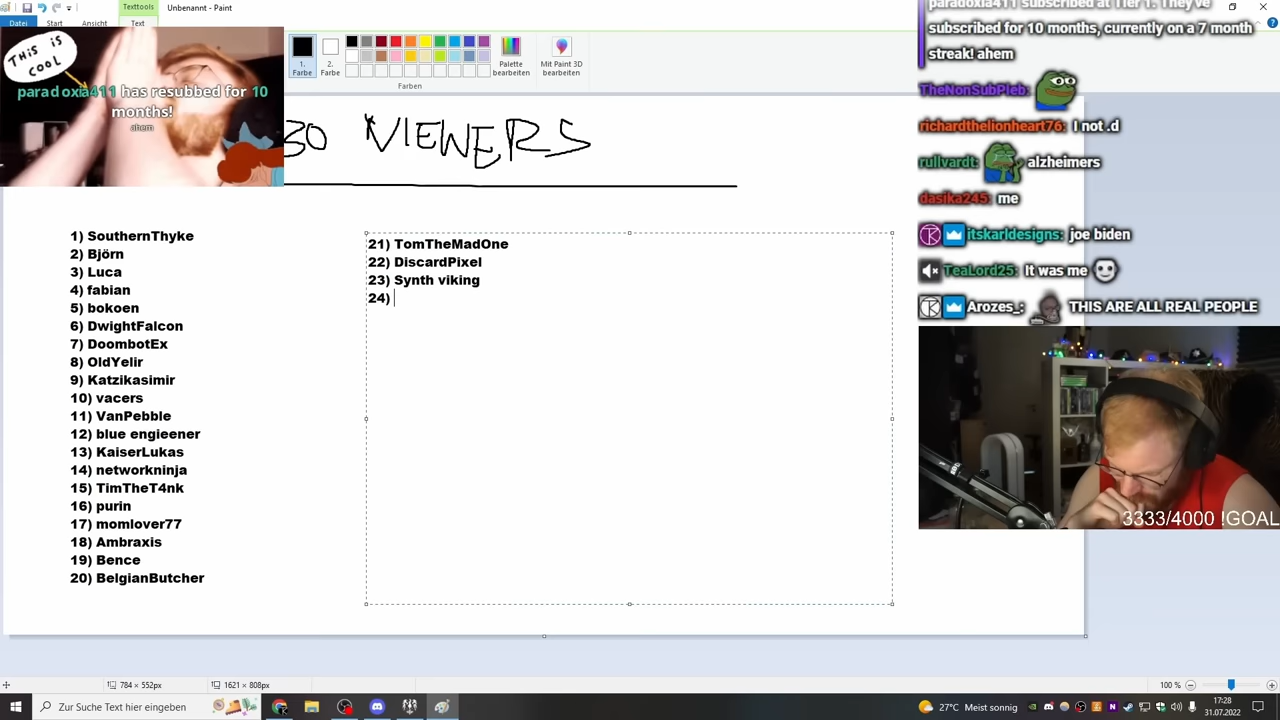 Texttools
Unbenannt - Paint
Datei
Start
Ansicht
Text
THIS IS
COOL
paradoxia411 has resubbed for 10
months!
ahem
1.
Farbe
2.
Farbe
Palette
bearbeiten
Mit Paint 3D
bearbeiten
Farben
30 VIEWERS
1) SouthernThyke
2) Björn
3) Luca
4) fabian
5) bokoen
6) DwightFalcon
7) DoombotEx
8) OldYelir
9) Katzikasimir
10) vacers
11) VanPebble
12) blue engieener
13) KaiserLukas
14) networkninja
15) TimTheT4nk
16) purin
17) momlover77
18) Ambraxis
19) Bence
20) BelgianButcher
21) TomTheMadOne
22) DiscardPixel
23) Synth viking
24)
paradoxia411 subscribed at Tier 1. They've
subscribed for 10 months, currently on a 7 month
streak! ahem
TheNonSubPleb:
richardthelionheart76: I not .d
rullvardt: alzheimers
dasika245: me
itskarldesigns: joe biden
TeaLord25: It was me
Arozes_: THIS ARE ALL REAL PEOPLE
3333/4000 !GOAL
784 × 552px
1621 × 808px
100 %
Zur Suche Text hier eingeben
27°C Meist sonnig
17:28
31.07.2022